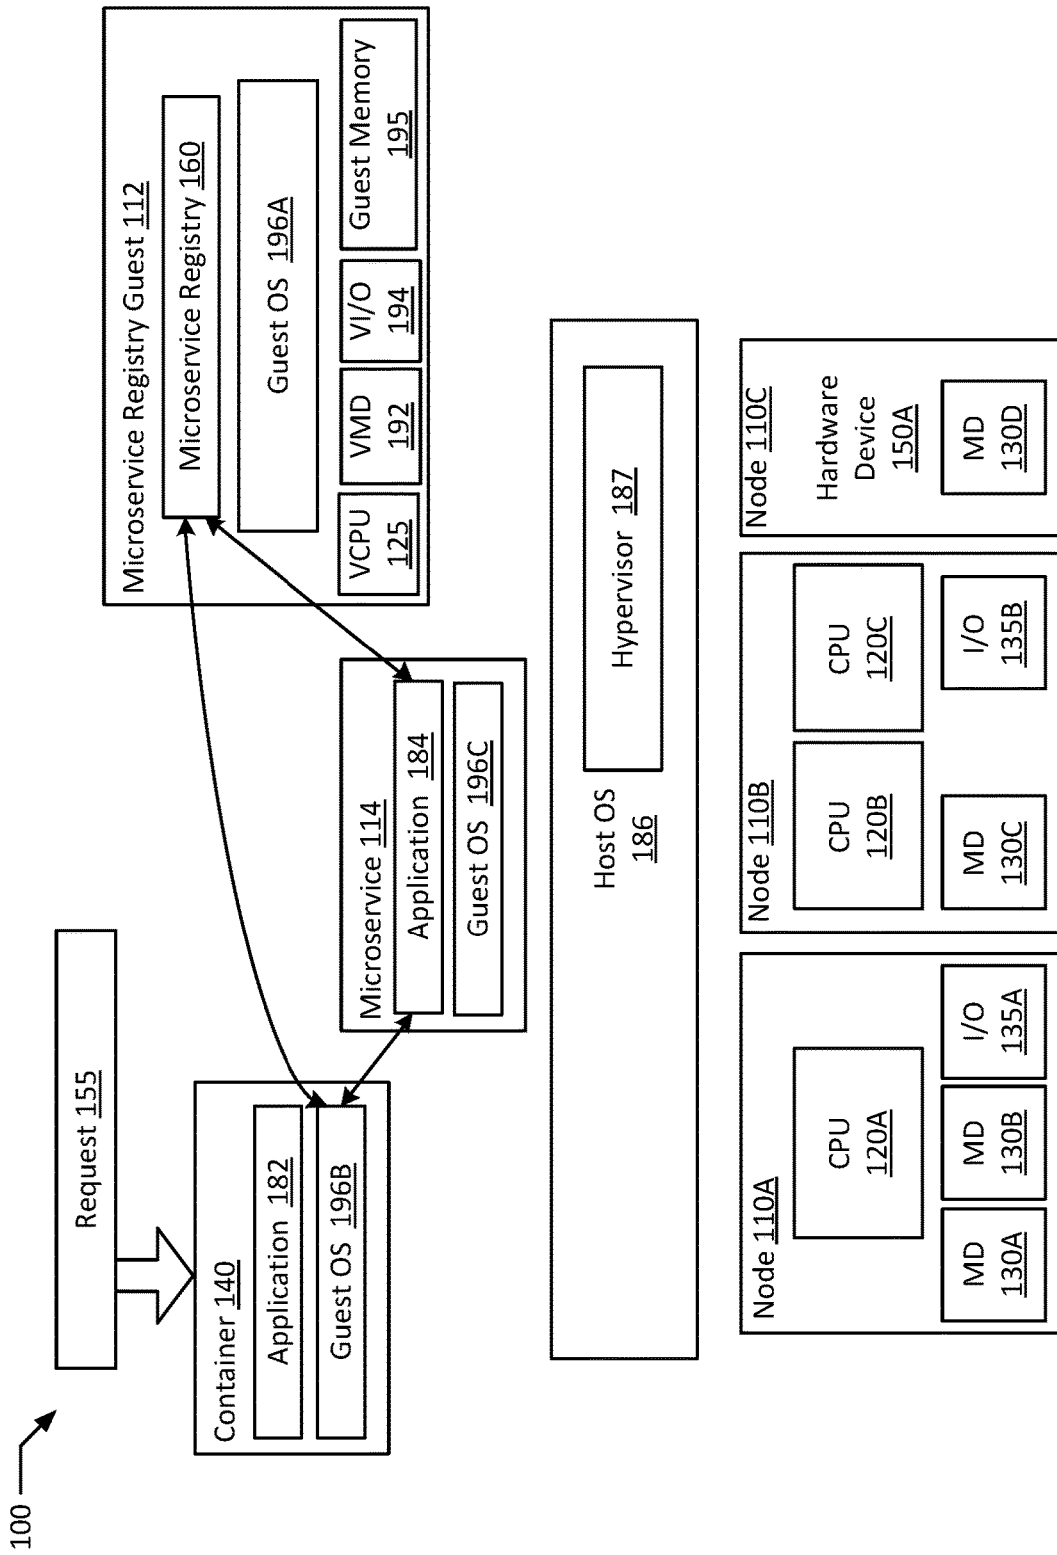 100
Request 155
Container 140
Application 182
Guest OS 196B
Microservice 114
Application 184
Guest OS 196C
Microservice Registry Guest 112
Microservice Registry 160
Guest OS 196A
VCPU
125
VMD
192
VI/O
194
Guest Memory
195
Host OS
186
Hypervisor 187
Node 110A
CPU
120A
MD
130A
MD
130B
I/O
135A
Node 110B
CPU
120B
CPU
120C
MD
130C
I/O
135B
Node 110C
Hardware
Device
150A
MD
130D